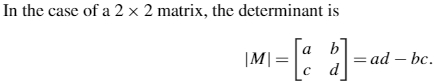 In the case of a 2 × 2 matrix, the determinant is
|M| = [a b
c d] = ad − bc.